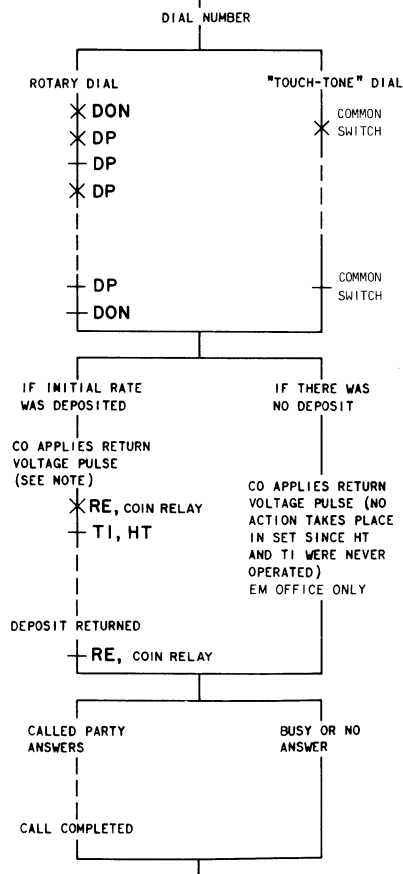 DIAL NUMBER
ROTARY DIAL
DON
DP
DP
DP
DP
DON
"TOUCH-TONE" DIAL
COMMON
SWITCH
COMMON
SWITCH
IF INITIAL RATE
WAS DEPOSITED
CO APPLIES RETURN
VOLTAGE PULSE
(SEE NOTE)
RE, COIN RELAY
TI, HT
DEPOSIT RETURNED
RE, COIN RELAY
IF THERE WAS
NO DEPOSIT
CO APPLIES RETURN
VOLTAGE PULSE (NO
ACTION TAKES PLACE
IN SET SINCE HT
AND TI WERE NEVER
OPERATED)
EM OFFICE ONLY
CALLED PARTY
ANSWERS
CALL COMPLETED
BUSY OR NO
ANSWER